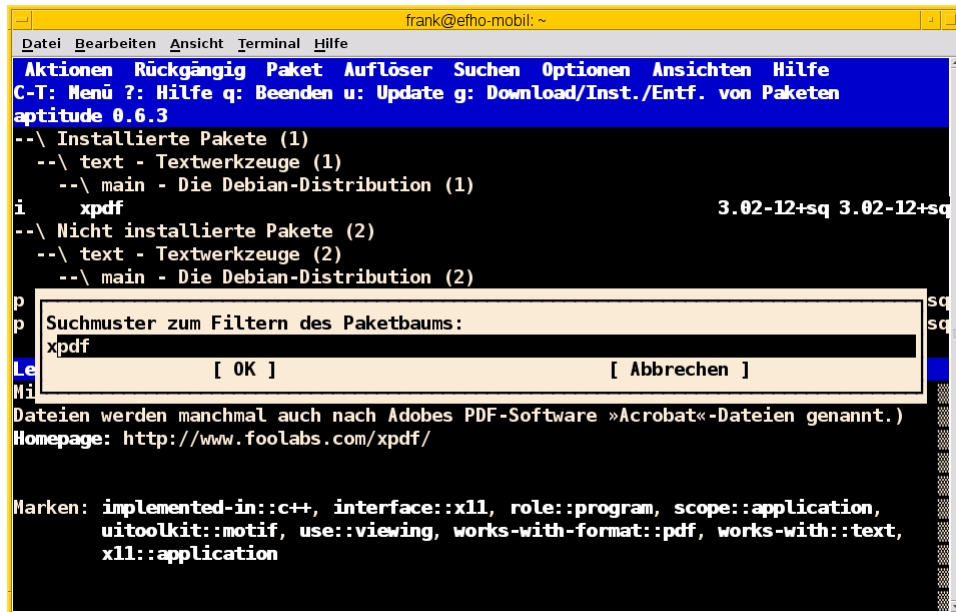 frank@efho-mobil: ~
Datei Bearbeiten Ansicht Terminal Hilfe
Aktionen Rückgängig Paket Auflöser Suchen Optionen Ansichten Hilfe
C-T: Menü ?: Hilfe q: Beenden u: Update g: Download/Inst./Entf. von Paketen
aptitude 0.6.3
--\ Installierte Pakete (1)
--\ text - Textwerkzeuge (1)
--\ main - Die Debian-Distribution (1)
i xpdf 3.02-12+sq 3.02-12+sq
--\ Nicht installierte Pakete (2)
--\ text - Textwerkzeuge (2)
--\ main - Die Debian-Distribution (2)
p sq
p sq
Suchmuster zum Filtern des Paketbaums:
xpdf
[ OK ] [ Abbrechen ]
Le
Mi
Dateien werden manchmal auch nach Adobes PDF-Software »Acrobat«-Dateien genannt.)
Homepage: http://www.foolabs.com/xpdf/
Marken: implemented-in::c++, interface::x11, role::program, scope::application,
uitoolkit::motif, use::viewing, works-with-format::pdf, works-with::text,
x11::application